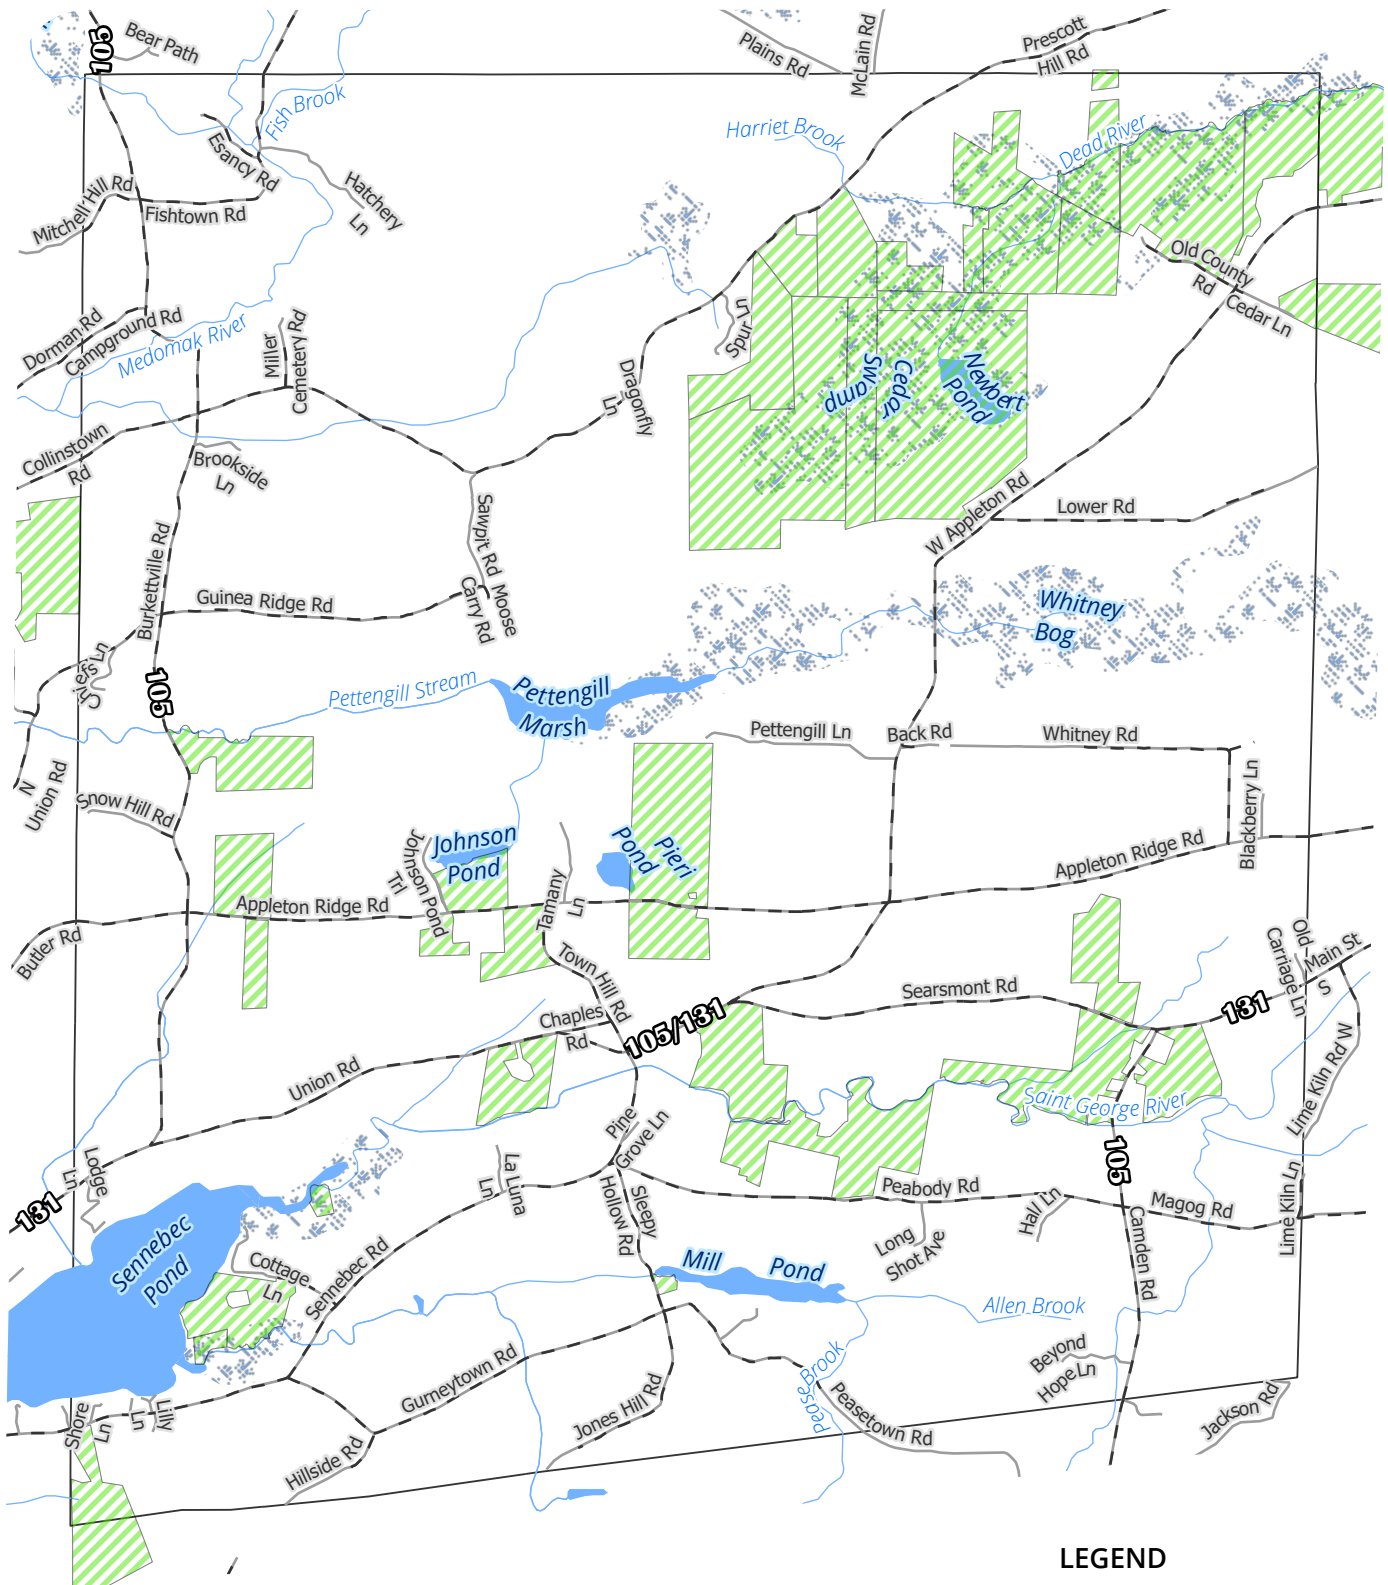 105
Bear Path
Plains Rd
McLain Rd
Prescott
Hill Rd
Fish Brook
Harriet Brook
Dead River
Esancy Rd
Hatchery
Ln
Mitchell Hill Rd
Fishtown Rd
Old County
Rd
Cedar Ln
Dorman Rd
Campground Rd
Medomak River
Miller
Cemetery Rd
Spur Ln
Dragonfly
Ln
Cedar
Swamp
Newbert
Pond
Collinstown
Rd
Brookside
Ln
Sawpit Rd
W Appleton Rd
Lower Rd
Burkettville Rd
Guinea Ridge Rd
Moose
Carry Rd
Whitney
Bog
Chiefs Ln
105
Pettengill Stream
Pettengill
Marsh
Pettengill Ln
Back Rd
Whitney Rd
N
Union Rd
Snow Hill Rd
Blackberry Ln
Johnson
Pond
Johnson Pond
Trl
Pieri
Pond
Appleton Ridge Rd
Appleton Ridge Rd
Tamany
Ln
Butler Rd
Town Hill Rd
Searsmont Rd
Old
Carriage Ln
Main St
S
131
Chaples
Rd
105/131
Union Rd
Lime Kiln Rd W
Saint George River
Pine
Grove Ln
Lodge
Ln
131
La Luna
Ln
105
Peabody Rd
Hall Ln
Magog Rd
Lime Kiln Ln
Sleepy
Hollow Rd
Long
Shot Ave
Camden Rd
Sennebec
Pond
Cottage
Ln
Sennebec Rd
Mill Pond
Allen Brook
Beyond
Hope Ln
Pease Brook
Gurneytown Rd
Jones Hill Rd
Peasetown Rd
Jackson Rd
Shore
Ln
Lilly
Ln
Hillside Rd
LEGEND